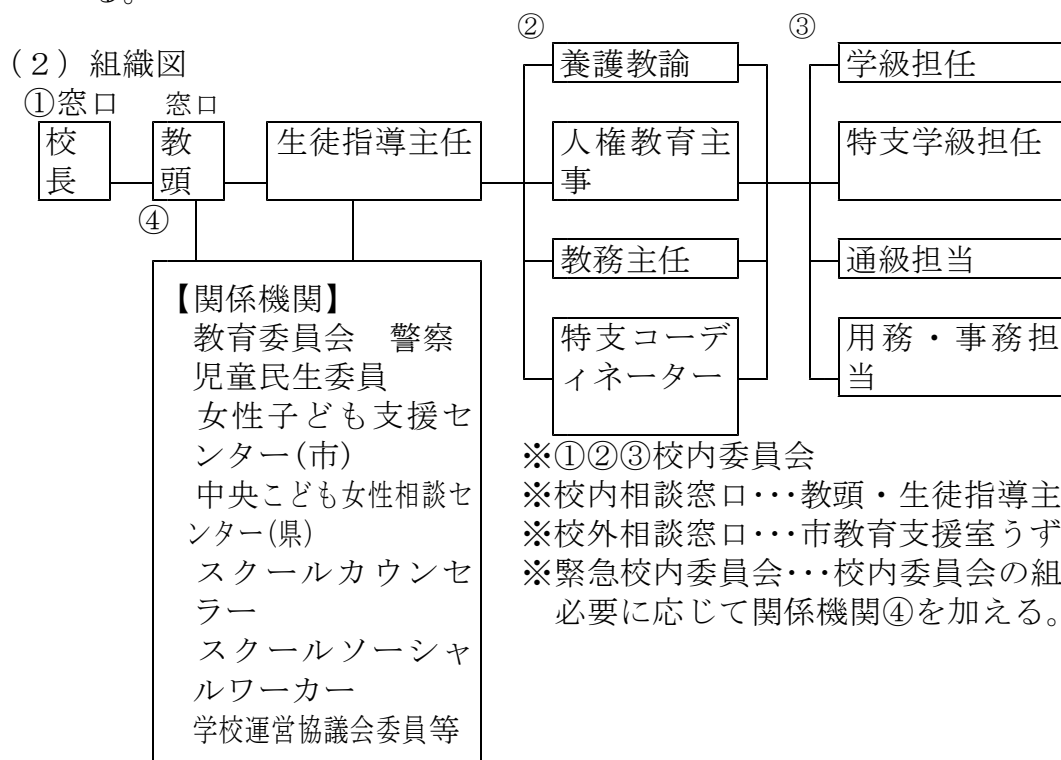 る。
（２）組織図
①窓口　窓口
②
③
校
長
教
頭
④
生徒指導主任
養護教諭
人権教育主
事
教務主任
特支コーデ
ィネーター
学級担任
特支学級担任
通級担当
用務・事務担
当
【関係機関】
教育委員会　警察
児童民生委員
女性子ども支援セ
ンター(市)
中央こども女性相談セ
ンター(県)
スクールカウンセ
ラー
スクールソーシャ
ルワーカー
学校運営協議会委員等
※①②③校内委員会
※校内相談窓口･･･教頭・生徒指導主
※校外相談窓口･･･市教育支援室うず
※緊急校内委員会･･･校内委員会の組
必要に応じて関係機関④を加える。